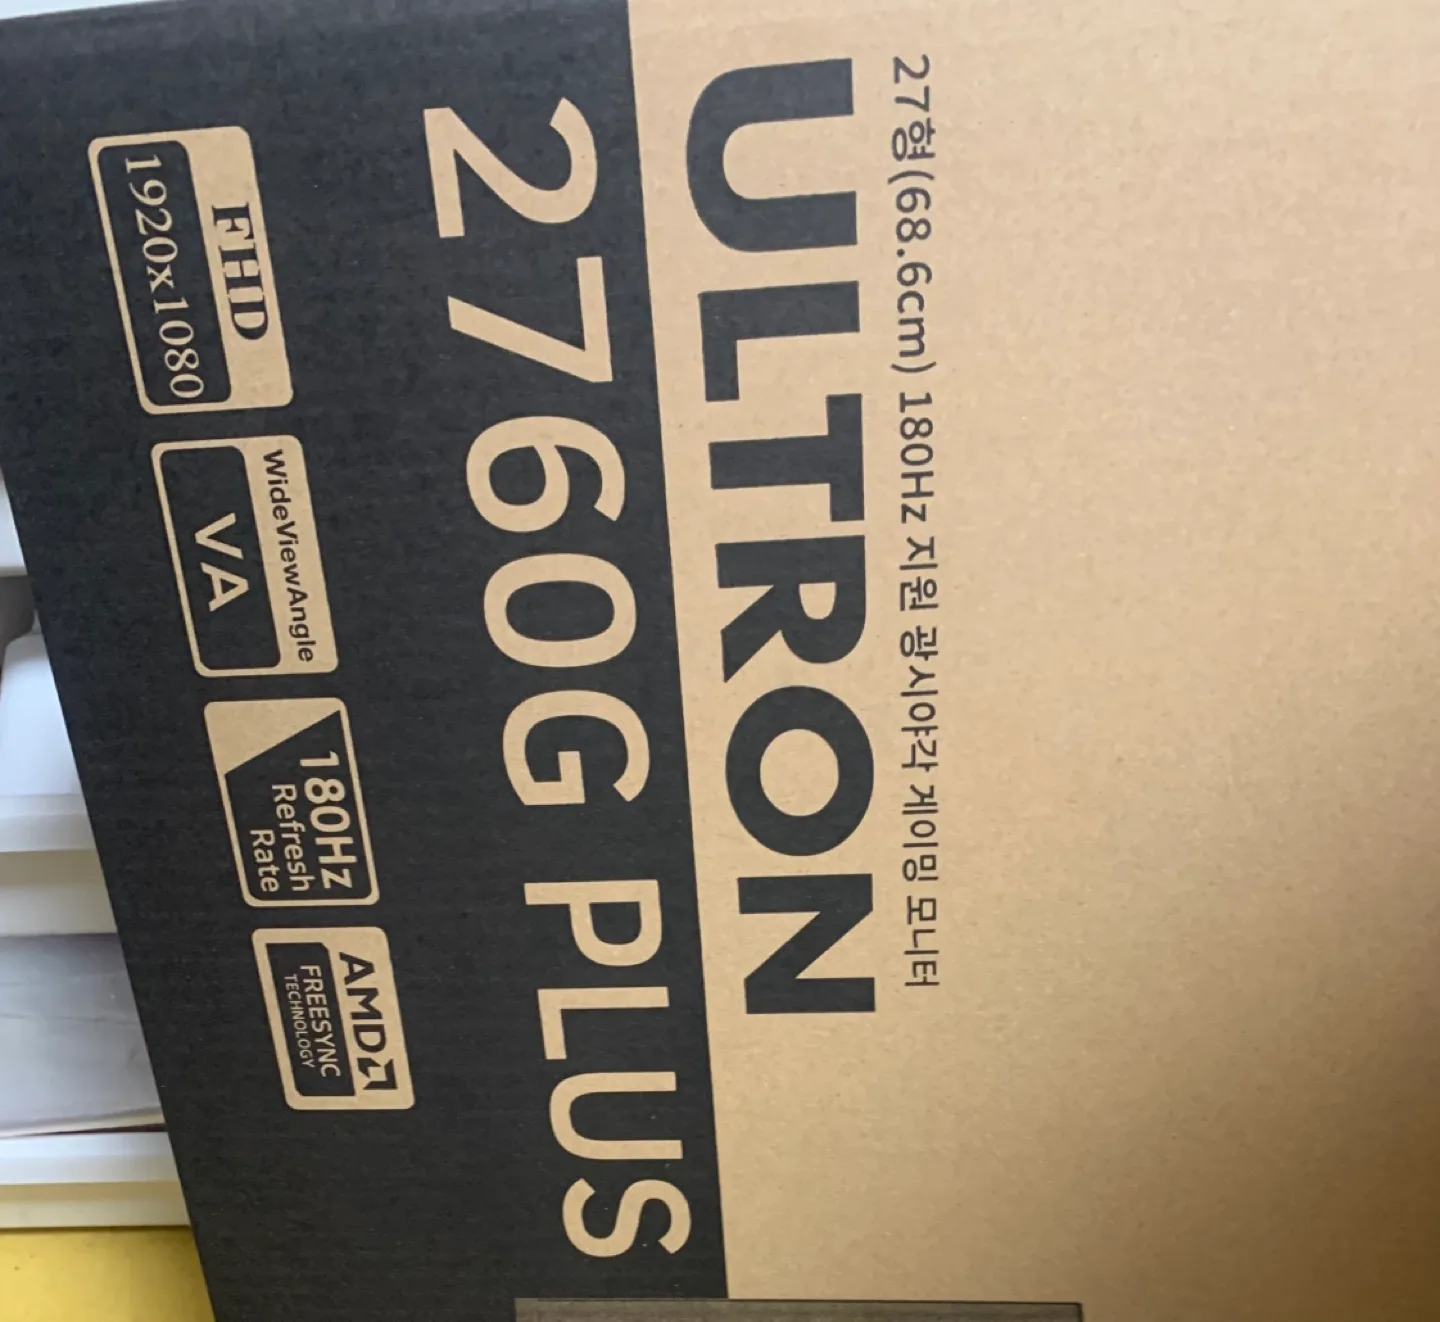 27형(68.6cm) 180Hz 지원 광시야각 게이밍 모니터
ULTRON
2760G PLUS
FHD
1920x1080
WideViewAngle
VA
180Hz
Refresh
Rate
AMD
FREESYNC
TECHNOLOGY